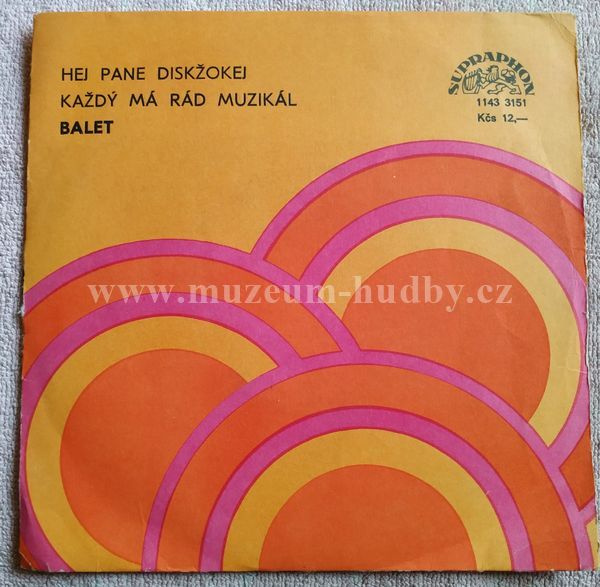 HEJ PANE DISKŽOKEJ
KAŽDÝ MÁ RÁD MUZIKÁL
BALET
SUPRAPHON
1143 3151
Kčs 12,—
www.muzeum-hudby.cz